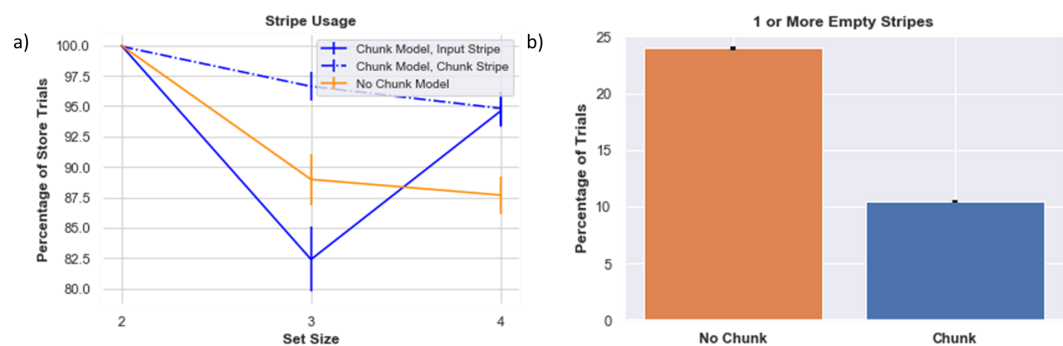 a)
Stripe Usage
Percentage of Store Trials
100.0
97.5
95.0
92.5
90.0
87.5
85.0
82.5
80.0
Chunk Model, Input Stripe
Chunk Model, Chunk Stripe
No Chunk Model
2
3
4
Set Size
b)
1 or More Empty Stripes
Percentage of Trials
25
20
15
10
5
0
No Chunk
Chunk